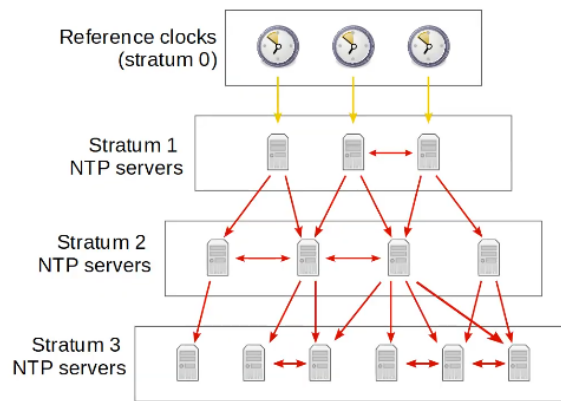 Reference clocks
(stratum 0)
Stratum 1
NTP servers
Stratum 2
NTP servers
Stratum 3
NTP servers